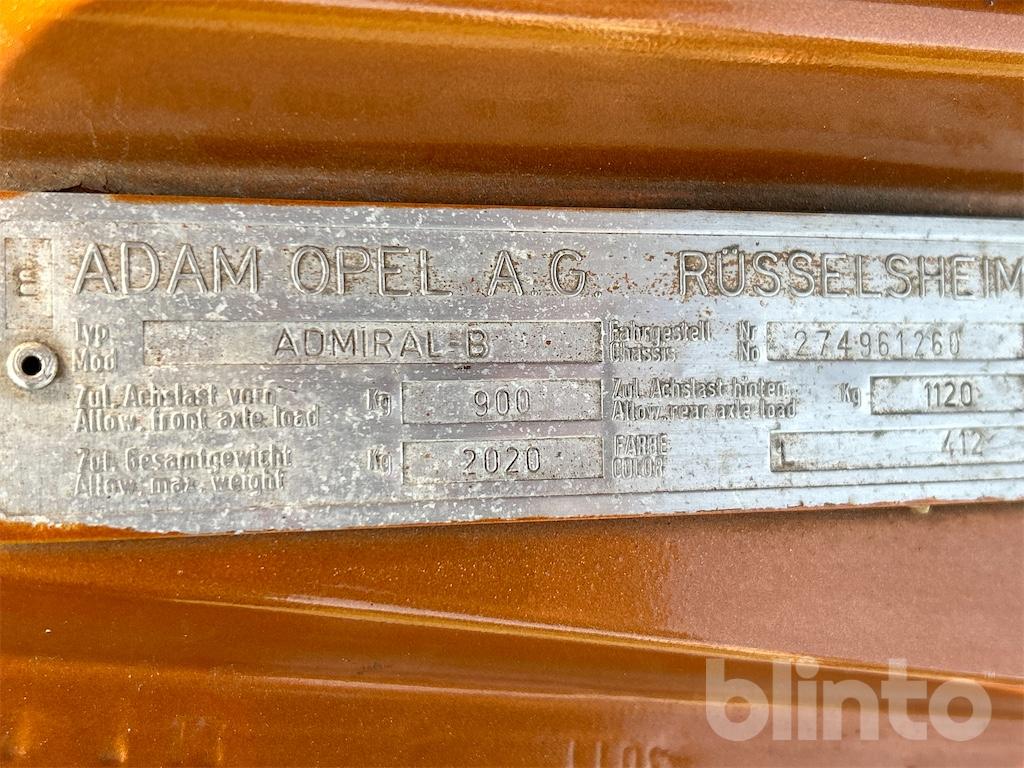 ADAM OPEL A.G. RÜSSELSHEIM
Typ Mod ADMIRAL-B Fahrgestell Chassis Nr No 274961260
Zul. Achslast vorn Allow. front axle load Kg 900 Zul. Achslast hinten Allow. rear axle load Kg 1120
Zul. Gesamtgewicht Allow. max. weight Kg 2020 FARBE COLOR 412
blinto